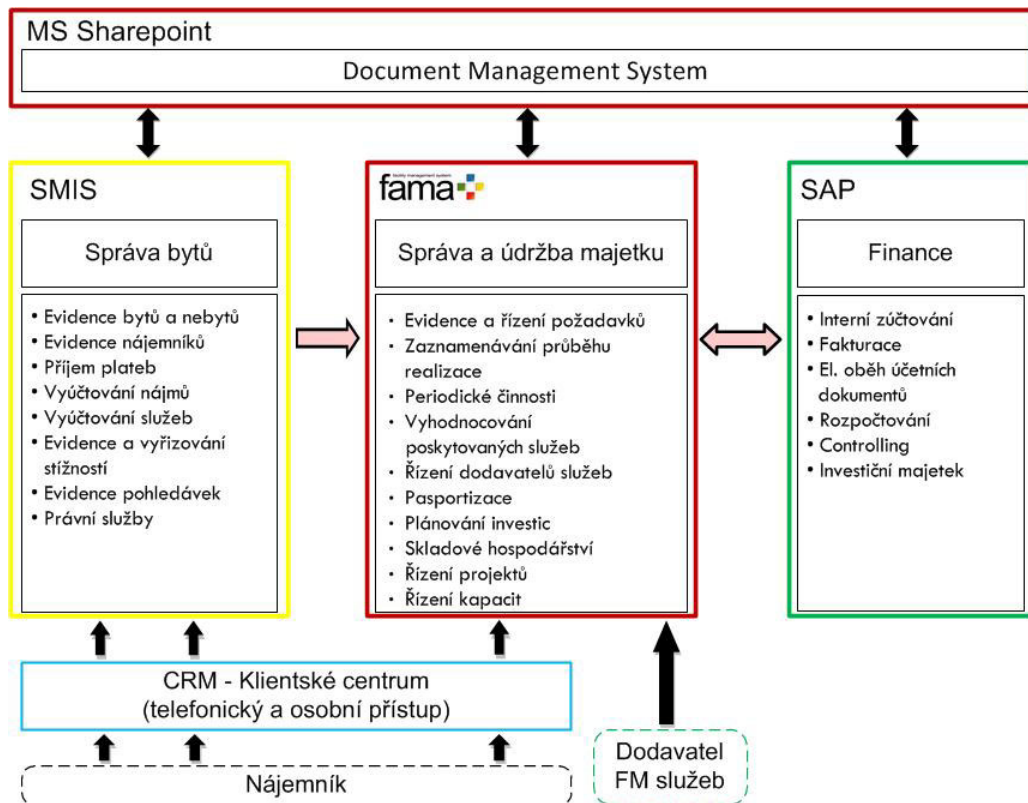 MS Sharepoint
Document Management System
SMIS
Správa bytů
• Evidence bytů a nebytů
• Evidence nájemníků
• Příjem plateb
• Vyúčtování nájmů
• Vyúčtování služeb
• Evidence a vyřizování
stížností
• Evidence pohledávek
• Právní služby
facility management system
fama
Správa a údržba majetku
• Evidence a řízení požadavků
• Zaznamenávání průběhu
realizace
• Periodické činnosti
• Vyhodnocování
poskytovaných služeb
• Řízení dodavatelů služeb
• Pasportizace
• Plánování investic
• Skladové hospodářství
• Řízení projektů
• Řízení kapacit
SAP
Finance
• Interní zúčtování
• Fakturace
• El. oběh účetních
dokumentů
• Rozpočtování
• Controlling
• Investiční majetek
CRM - Klientské centrum
(telefonický a osobní přístup)
Nájemník
Dodavatel
FM služeb